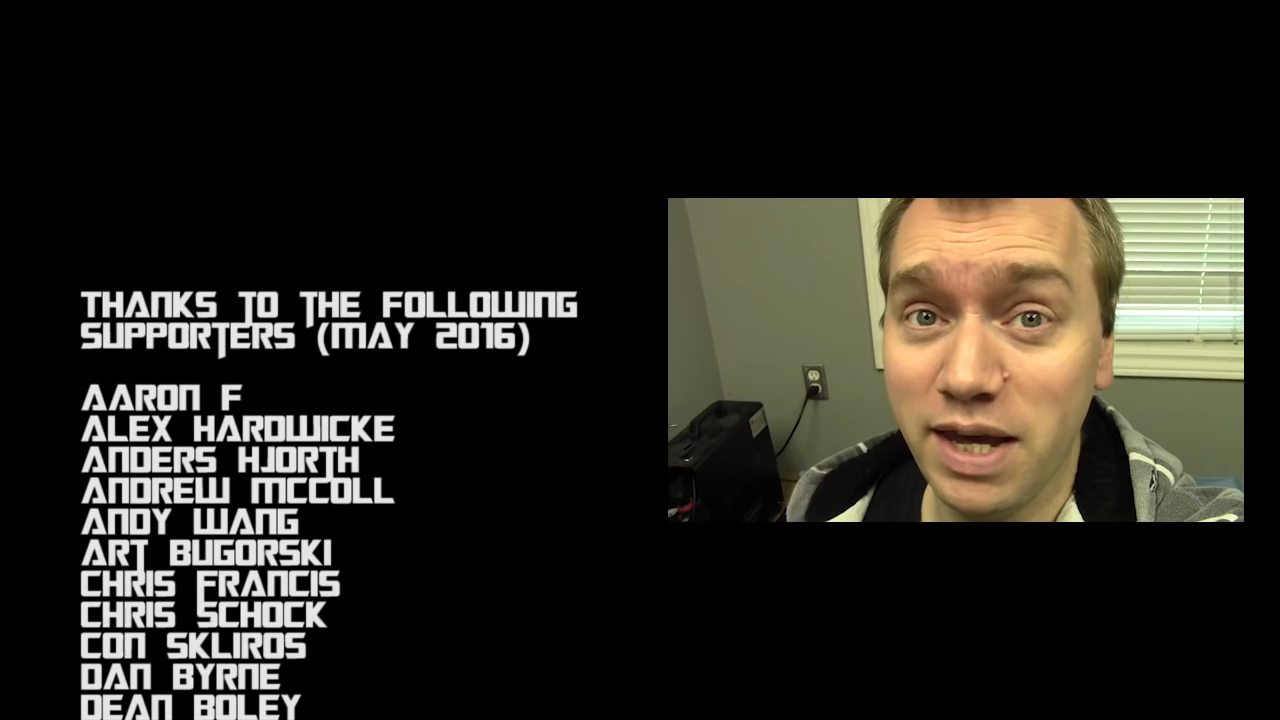 THANKS TO THE FOLLOWING
SUPPORTERS (MAY 2016)
AARON F
ALEX HARDWICKE
ANDERS HJORTH
ANDREW MCCOLL
ANDY WANG
ART BUGORSKI
CHRIS FRANCIS
CHRIS SCHOCK
CON SKLIROS
DAN BYRNE
DEAN BOLEY